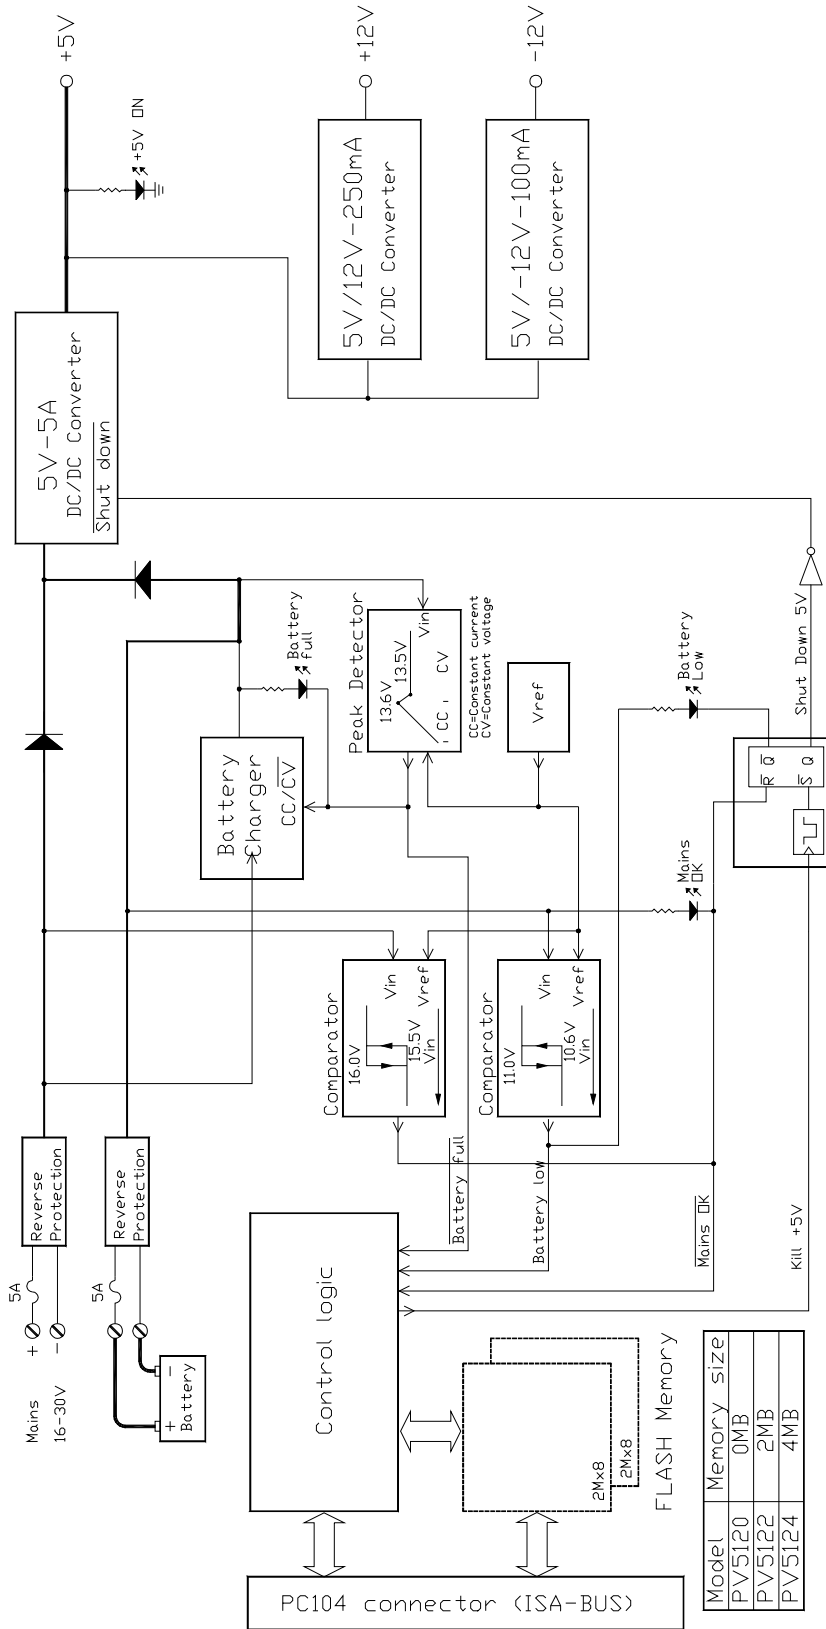 Mains
16-30V
+
-
5A
Reverse
Protection
+
-
Battery
5A
Reverse
Protection
5V-5A
DC/DC Converter
Shut down
+5V
+5V ON
5V/12V-250mA
DC/DC Converter
+12V
5V/-12V-100mA
DC/DC Converter
-12V
Battery
Charger
CC/CV
Battery
full
Peak Detector
13.6V
13.5V
Vin
CC
CV
CC=Constant current
CV=Constant voltage
Vref
Comparator
16.0V
15.5V
Vin
Vin
Vref
Comparator
11.0V
10.6V
Vin
Vin
Vref
Mains
OK
Battery
Low
R
Q
S
Q
Shut Down 5V
Control logic
Battery full
Battery low
Mains OK
Kill +5V
2Mx8
2Mx8
FLASH Memory
PC104 connector (ISA-BUS)
Model Memory size
PV5120 0MB
PV5122 2MB
PV5124 4MB